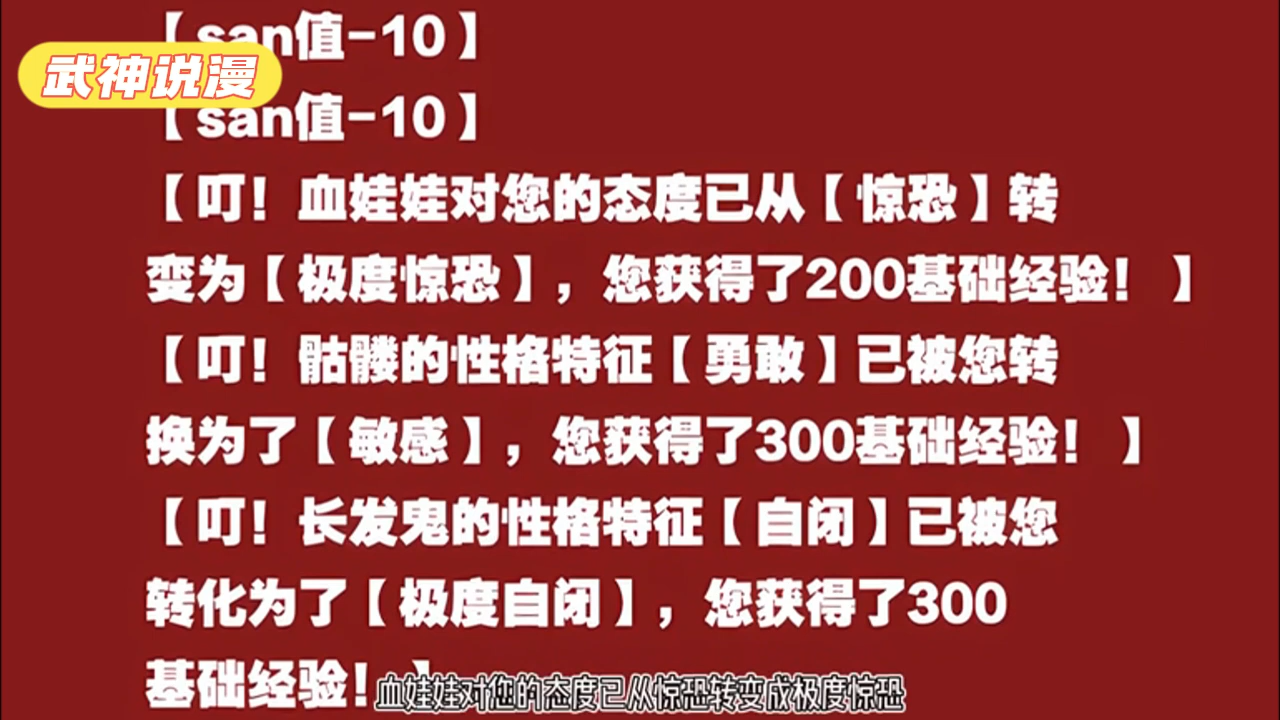 【san值-10】
武神说漫
【san值-10】
【叮！血娃娃对您的态度已从【惊恐】转
变为【极度惊恐】，您获得了200基础经验！】
【叮！骷髅的性格特征【勇敢】已被您转
换为了【敏感】，您获得了300基础经验！】
【叮！长发鬼的性格特征【自闭】已被您
转化为了【极度自闭】，您获得了300
基础经验！】
血娃娃对您的态度已从惊恐转变成极度惊恐